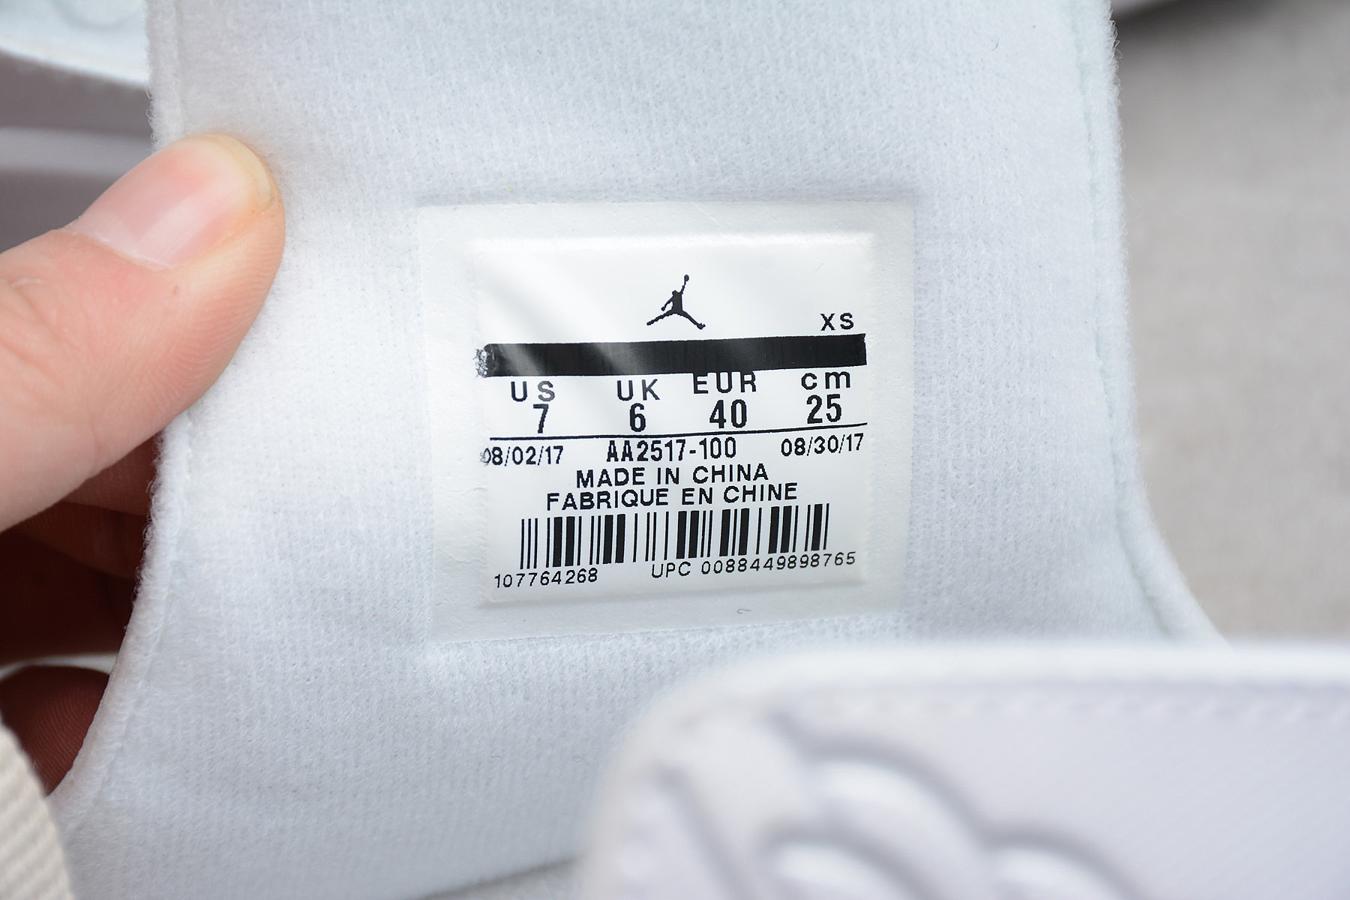 XS
US UK EUR cm
7 6 40 25
08/02/17 AA2517-100 08/30/17
MADE IN CHINA
FABRIQUE EN CHINE
107764268 UPC 0088449898765